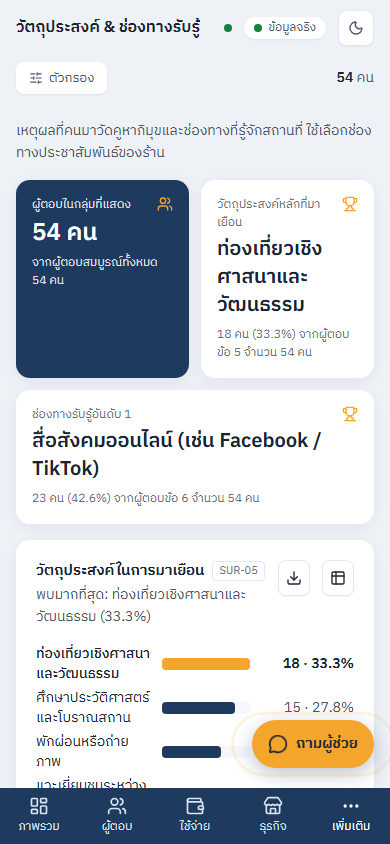 วัตถุประสงค์ & ช่องทางรับรู้
ข้อมูลจริง
ตัวกรอง
54 คน
เหตุผลที่คนมาวัดคูหาภิมุขและช่องทางที่รู้จักสถานที่ ใช้เลือกช่อง
ทางประชาสัมพันธ์ของร้าน
ผู้ตอบในกลุ่มที่แสดง
54 คน
จากผู้ตอบสมบูรณ์ทั้งหมด
54 คน
วัตถุประสงค์หลักที่มา
เยือน
ท่องเที่ยวเชิง
ศาสนาและ
วัฒนธรรม
18 คน (33.3%) จากผู้ตอบ
ข้อ 5 จำนวน 54 คน
ช่องทางรับรู้อันดับ 1
สื่อสังคมออนไลน์ (เช่น Facebook /
TikTok)
23 คน (42.6%) จากผู้ตอบข้อ 6 จำนวน 54 คน
วัตถุประสงค์ในการมาเยือน SUR-05
พบมากที่สุด: ท่องเที่ยวเชิงศาสนาและ
วัฒนธรรม (33.3%)
ท่องเที่ยวเชิงศาสนา
และวัฒนธรรม
18 · 33.3%
ศึกษาประวัติศาสตร์
และโบราณสถาน
15 · 27.8%
พักผ่อนหรือถ่าย
ภาพ
แวะเยี่ยมชมระหว่าง
ถามผู้ช่วย
ภาพรวม
ผู้ตอบ
ใช้จ่าย
ธุรกิจ
เพิ่มเติม